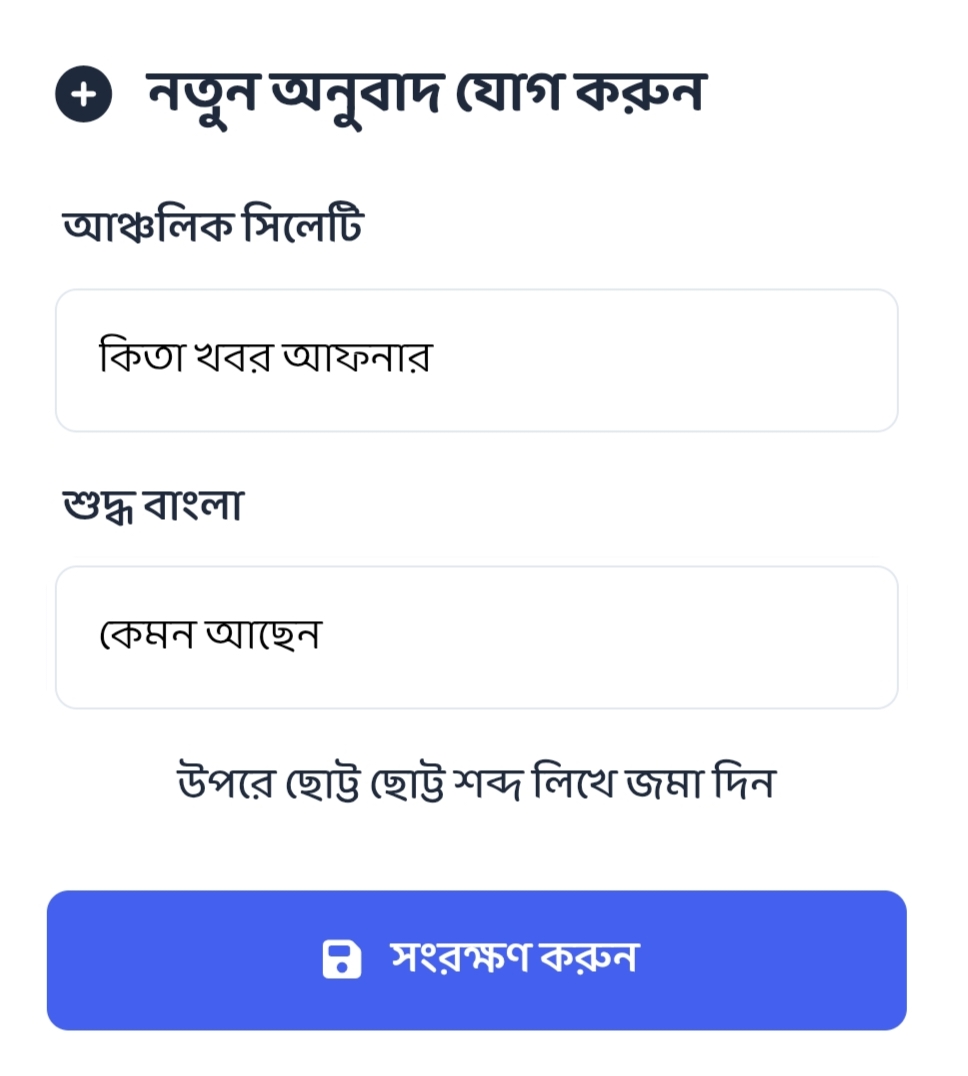 নতুন অনুবাদ যোগ করুন
আঞ্চলিক সিলেটি
কিতা খবর আফনার
শুদ্ধ বাংলা
কেমন আছেন
উপরে ছোট্ট ছোট্ট শব্দ লিখে জমা দিন
সংরক্ষণ করুন